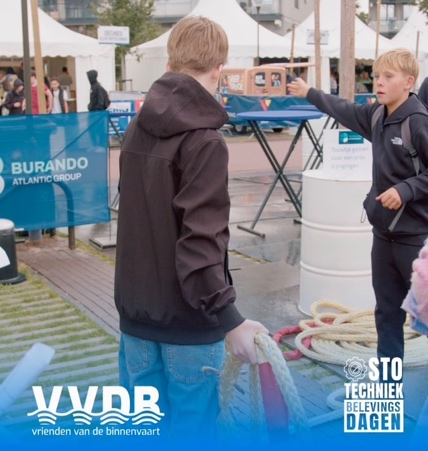 BURANDO
ATLANTIC GROUP
VVDB
vrienden van de binnenvaart
STO
TECHNIEK
BELEVINGS
DAGEN